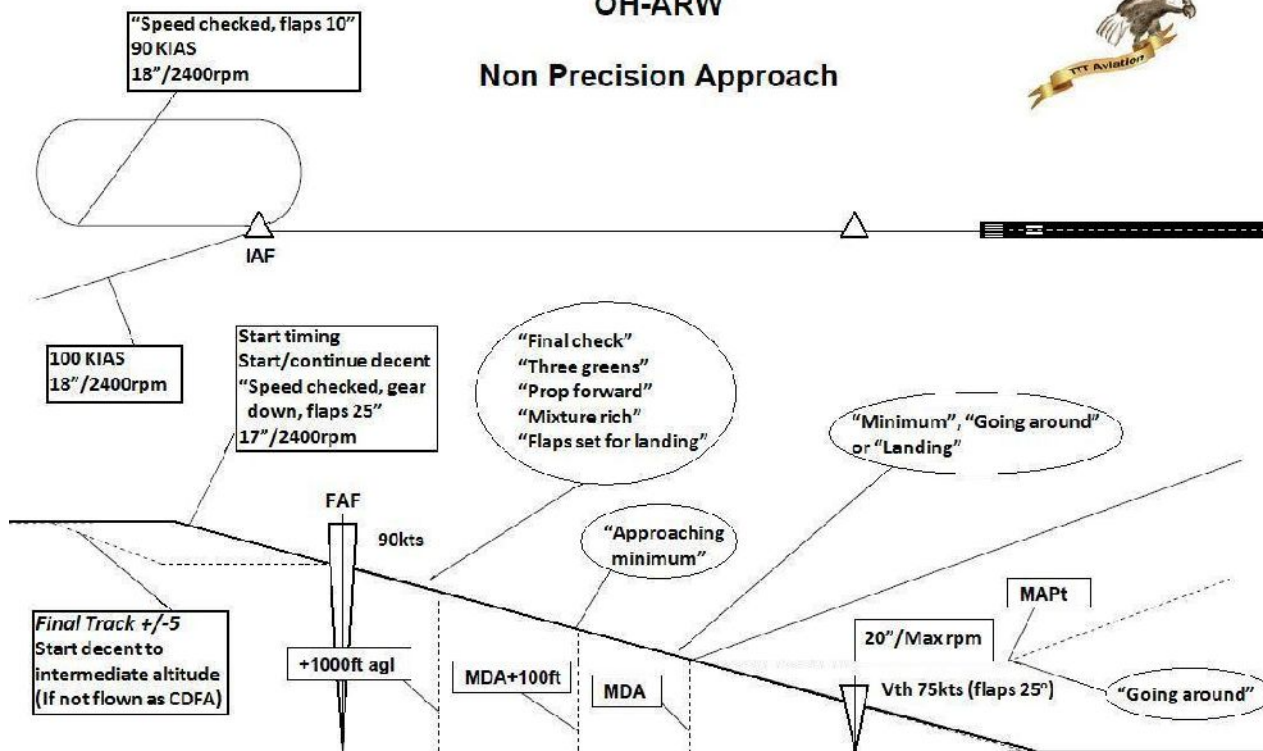 OH-ARW
Non Precision Approach
TTT Aviation
“Speed checked, flaps 10”
90 KIAS
18”/2400rpm
IAF
100 KIAS
18”/2400rpm
Start timing
Start/continue decent
“Speed checked, gear
down, flaps 25”
17”/2400rpm
“Final check”
“Three greens”
“Prop forward”
“Mixture rich”
“Flaps set for landing”
“Minimum”, “Going around”
or “Landing”
FAF
90kts
“Approaching
minimum”
Final Track +/-5
Start decent to
intermediate altitude
(If not flown as CDFA)
+1000ft agl
MDA+100ft
MDA
20”/Max rpm
MAPt
Vth 75kts (flaps 25°)
“Going around”